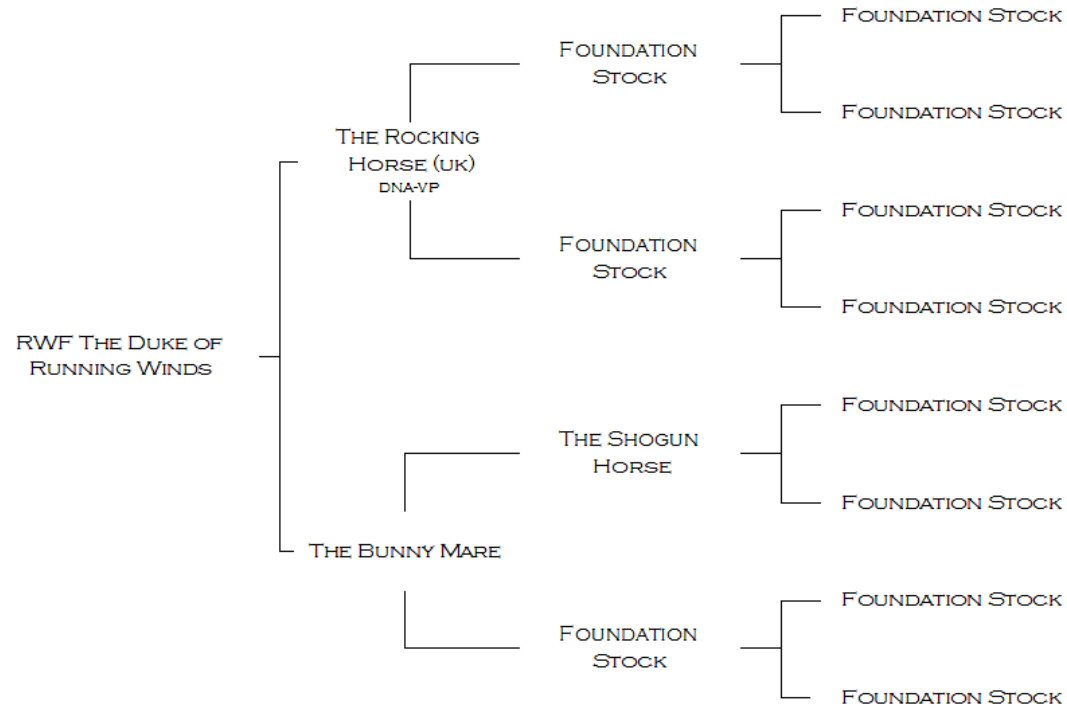 Foundation Stock
Foundation
Stock
Foundation Stock
The Rocking
Horse (UK)
DNA-VP
Foundation Stock
Foundation
Stock
Foundation Stock
RWF The Duke of
Running Winds
Foundation Stock
The Shogun
Horse
Foundation Stock
The Bunny Mare
Foundation Stock
Foundation
Stock
Foundation Stock